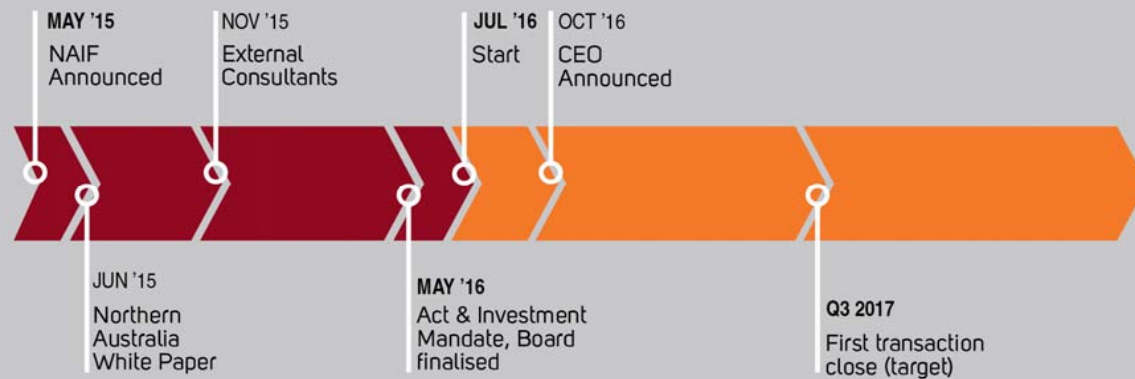 MAY '15
NAIF
Announced
NOV '15
External
Consultants
JUL '16
Start
OCT '16
CEO
Announced
JUN '15
Northern
Australia
White Paper
MAY '16
Act & Investment
Mandate, Board
finalised
Q3 2017
First transaction
close (target)